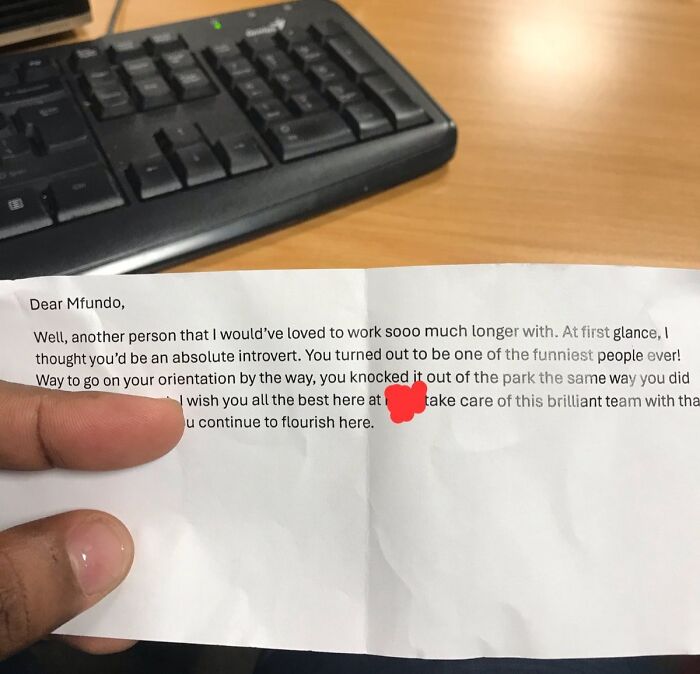 Dear Mfundo,
Well, another person that I would've loved to work sooo much longer with. At first glance, I
thought you'd be an absolute introvert. You turned out to be one of the funniest people ever!
Way to go on your orientation by the way, you knocked it out of the park the same way you did
I wish you all the best here at take care of this brilliant team with tha
u continue to flourish here.